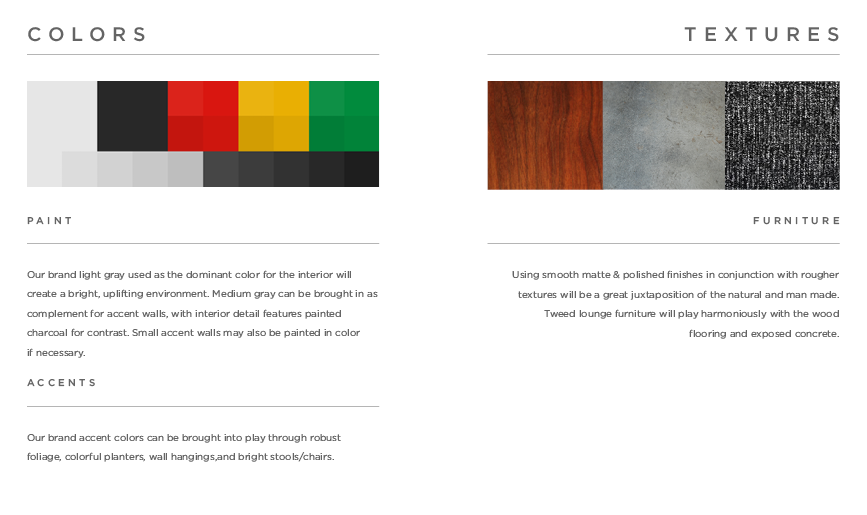 COLORS
PAINT
Our brand light gray used as the dominant color for the interior will
create a bright, uplifting environment. Medium gray can be brought in as
complement for accent walls, with interior detail features painted
charcoal for contrast. Small accent walls may also be painted in color
if necessary.
ACCENTS
Our brand accent colors can be brought into play through robust
foliage, colorful planters, wall hangings,and bright stools/chairs.
TEXTURES
FURNITURE
Using smooth matte & polished finishes in conjunction with rougher
textures will be a great juxtaposition of the natural and man made.
Tweed lounge furniture will play harmoniously with the wood
flooring and exposed concrete.